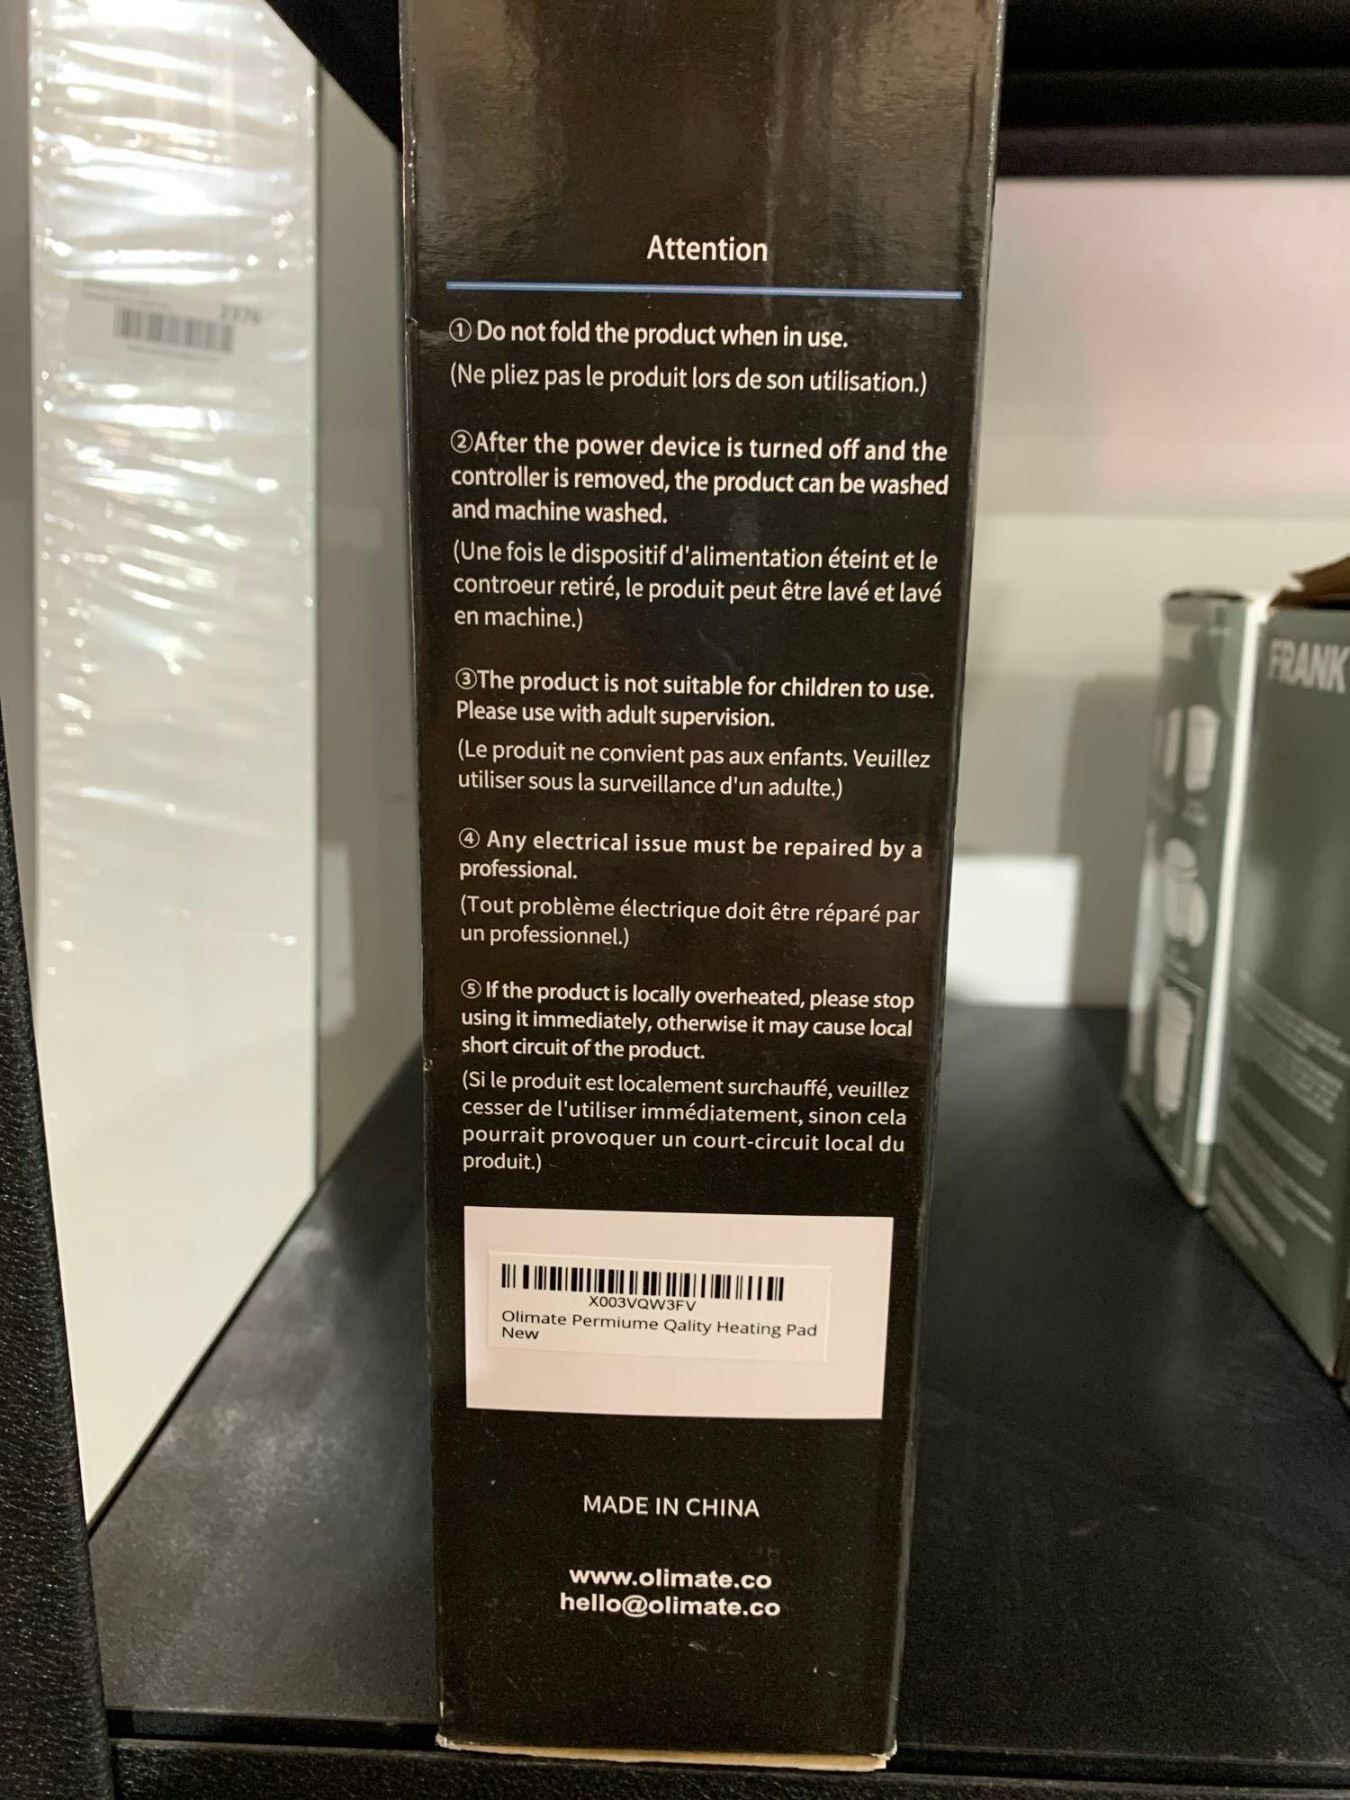 Attention
① Do not fold the product when in use.
(Ne pliez pas le produit lors de son utilisation.)
②After the power device is turned off and the
controller is removed, the product can be washed
and machine washed.
(Une fois le dispositif d'alimentation éteint et le
controeur retiré, le produit peut être lavé et lavé
en machine.)
③The product is not suitable for children to use.
Please use with adult supervision.
(Le produit ne convient pas aux enfants. Veuillez
utiliser sous la surveillance d'un adulte.)
④ Any electrical issue must be repaired by a
professional.
(Tout problème électrique doit être réparé par
un professionnel.)
⑤ If the product is locally overheated, please stop
using it immediately, otherwise it may cause local
short circuit of the product.
(Si le produit est localement surchauffé, veuillez
cesser de l'utiliser immédiatement, sinon cela
pourrait provoquer un court-circuit local du
produit.)
X003VQW3FV
Olimate Permiume Qality Heating Pad
New
MADE IN CHINA
www.olimate.co
hello@olimate.co
FRANK